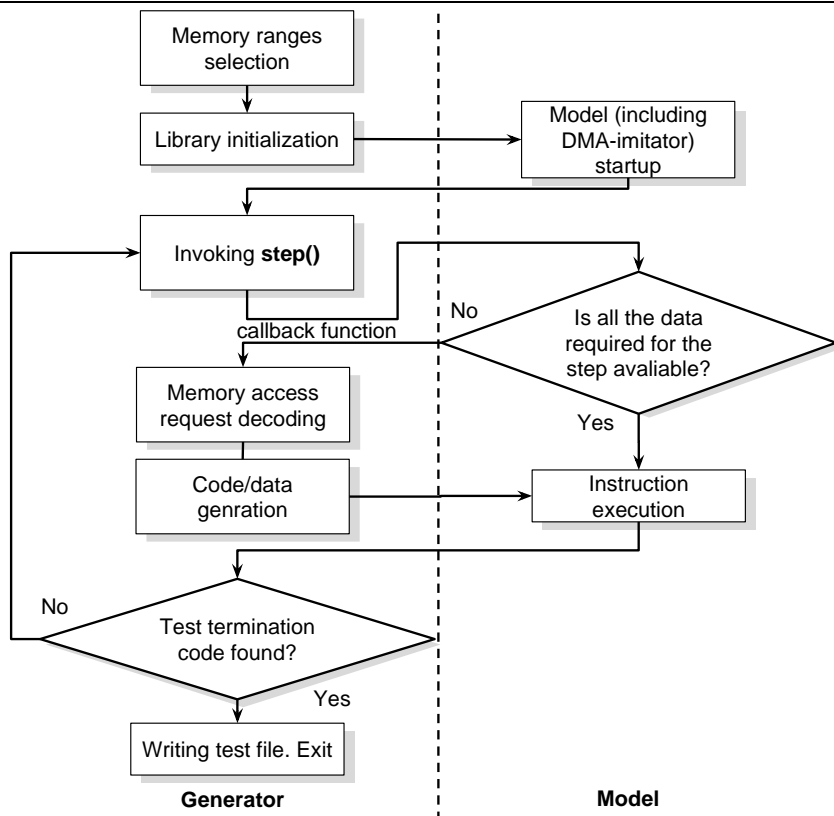 Memory ranges
selection
Library initialization
Model (including
DMA-imitator)
startup
Invoking step()
callback function
No
Is all the data
required for the
step avaliable?
Yes
Memory access
request decoding
Code/data
genration
Instruction
execution
No
Test termination
code found?
Yes
Writing test file. Exit
Generator
Model